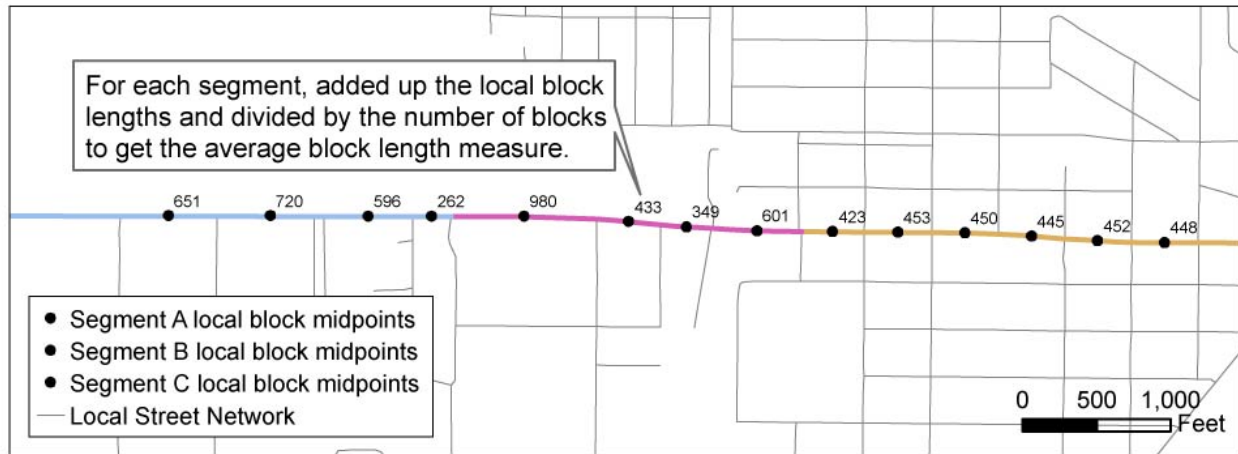 For each segment, added up the local block
lengths and divided by the number of blocks
to get the average block length measure.
651
720
596
262
980
433
349
601
423
453
450
445
452
448
Segment A local block midpoints
Segment B local block midpoints
Segment C local block midpoints
Local Street Network
0 500 1,000
Feet